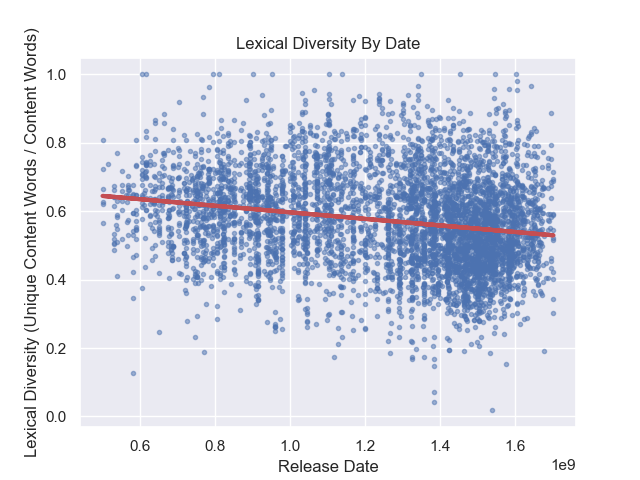 Lexical Diversity By Date
Lexical Diversity (Unique Content Words / Content Words)
1.0
0.8
0.6
0.4
0.2
0.0
0.6 0.8 1.0 1.2 1.4 1.6
1e9
Release Date